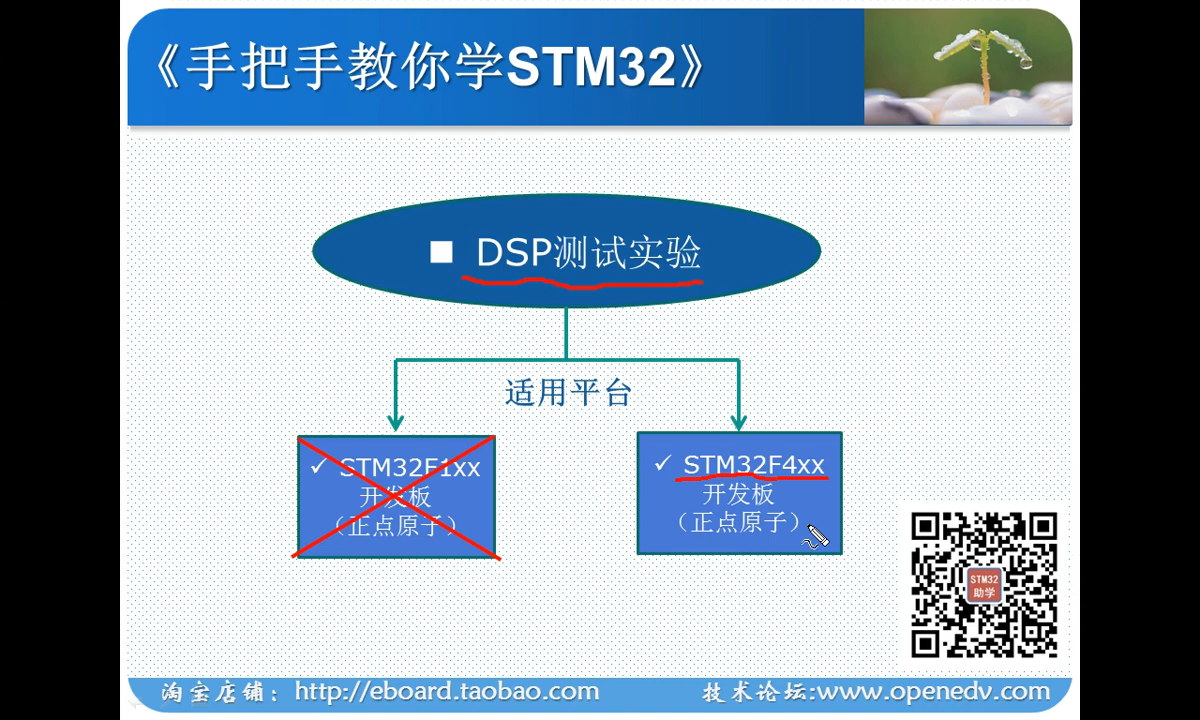 《手把手教你学STM32》
■ DSP测试实验
适用平台
✓ STM32F1xx
开发板
（正点原子）
✓ STM32F4xx
开发板
（正点原子）
STM32
助学
淘宝店铺：http://eboard.taobao.com
技术论坛:www.openedv.com